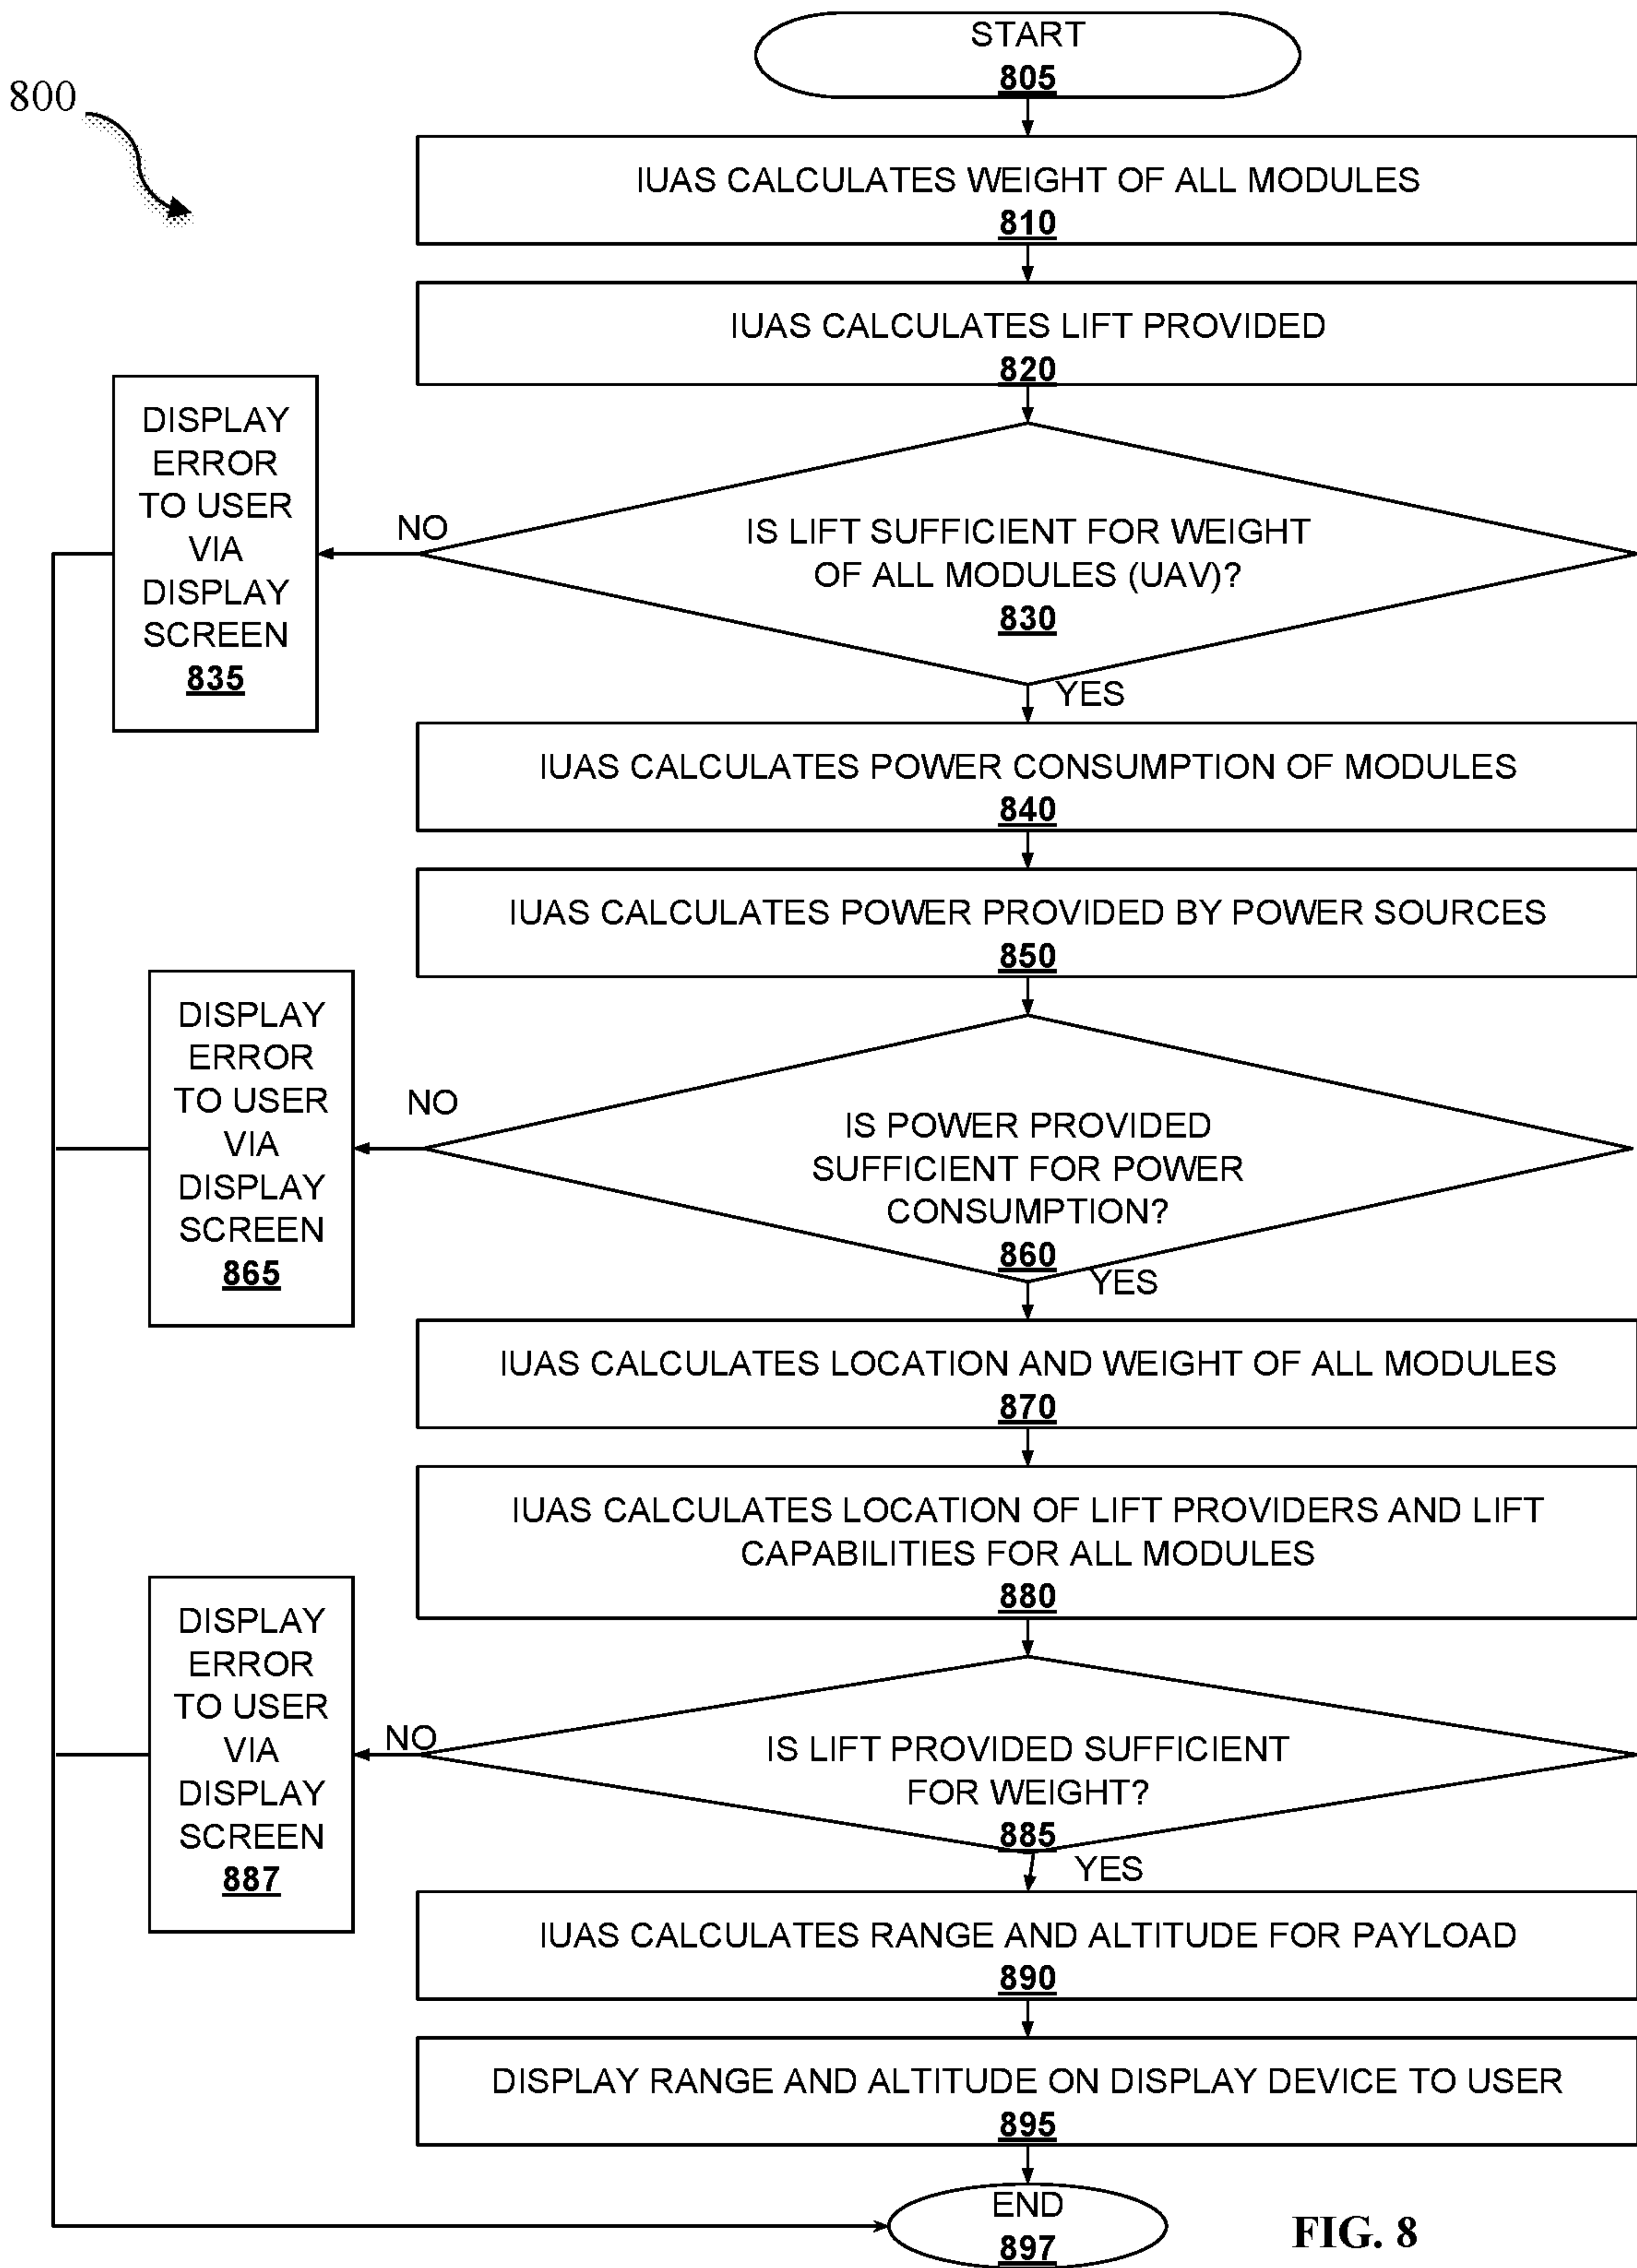 START
805
800
IUAS CALCULATES WEIGHT OF ALL MODULES
810
IUAS CALCULATES LIFT PROVIDED
820
DISPLAY
ERROR
TO USER
VIA
DISPLAY
SCREEN
835
NO
IS LIFT SUFFICIENT FOR WEIGHT
OF ALL MODULES (UAV)?
830
YES
IUAS CALCULATES POWER CONSUMPTION OF MODULES
840
IUAS CALCULATES POWER PROVIDED BY POWER SOURCES
850
DISPLAY
ERROR
TO USER
VIA
DISPLAY
SCREEN
865
NO
IS POWER PROVIDED
SUFFICIENT FOR POWER
CONSUMPTION?
860
YES
IUAS CALCULATES LOCATION AND WEIGHT OF ALL MODULES
870
IUAS CALCULATES LOCATION OF LIFT PROVIDERS AND LIFT
CAPABILITIES FOR ALL MODULES
880
DISPLAY
ERROR
TO USER
VIA
DISPLAY
SCREEN
887
NO
IS LIFT PROVIDED SUFFICIENT
FOR WEIGHT?
885
YES
IUAS CALCULATES RANGE AND ALTITUDE FOR PAYLOAD
890
DISPLAY RANGE AND ALTITUDE ON DISPLAY DEVICE TO USER
895
END
897
FIG. 8